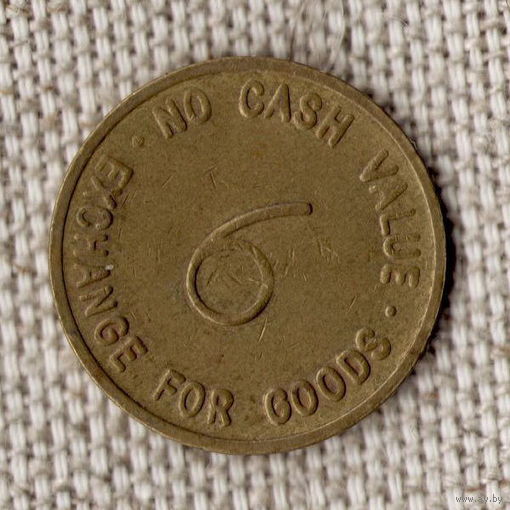 · NO CASH VALUE ·
EXCHANGE FOR GOODS
6
www.ay.by